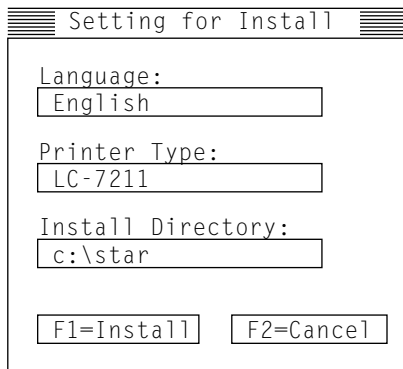 Setting for Install
Language:
English
Printer Type:
LC-7211
Install Directory:
c:\star
F1=Install F2=Cancel